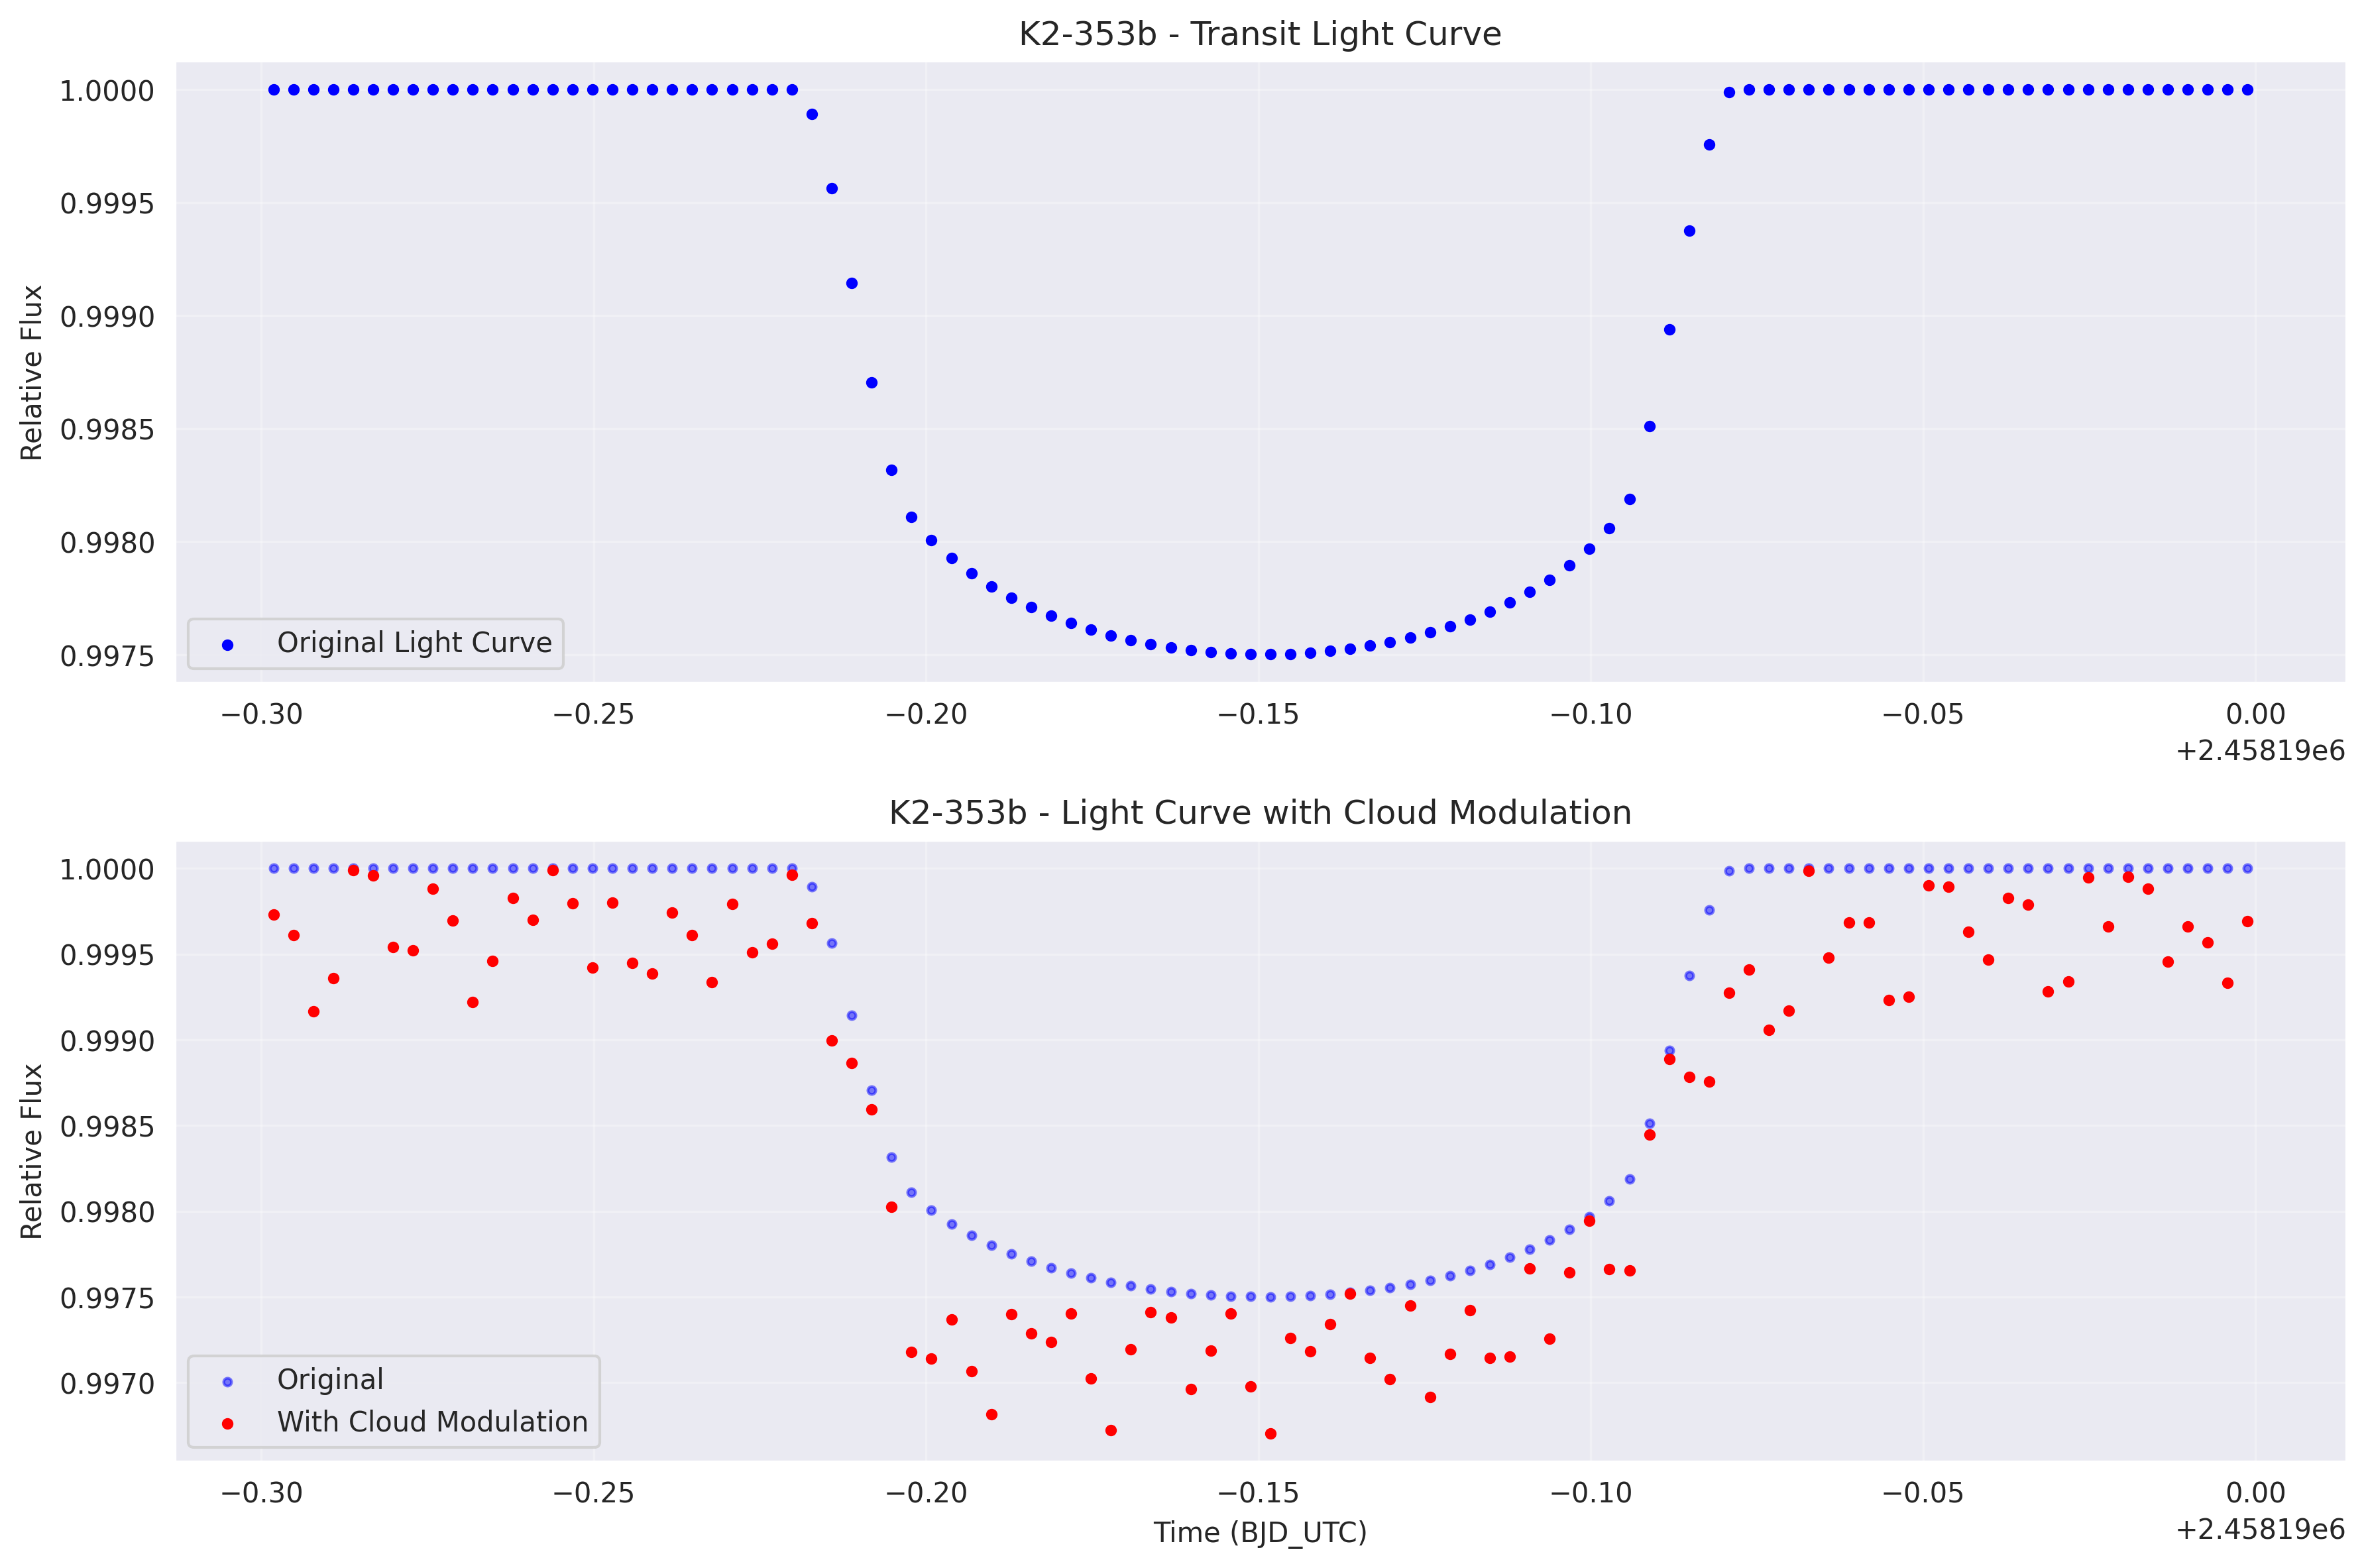 K2-353b - Transit Light Curve
1.0000
0.9995
0.9990
0.9985
0.9980
0.9975
Relative Flux
Original Light Curve
−0.30 −0.25 −0.20 −0.15 −0.10 −0.05 0.00
+2.45819e6
K2-353b - Light Curve with Cloud Modulation
1.0000
0.9995
0.9990
0.9985
0.9980
0.9975
0.9970
Relative Flux
Original
With Cloud Modulation
−0.30 −0.25 −0.20 −0.15 −0.10 −0.05 0.00
+2.45819e6
Time (BJD_UTC)